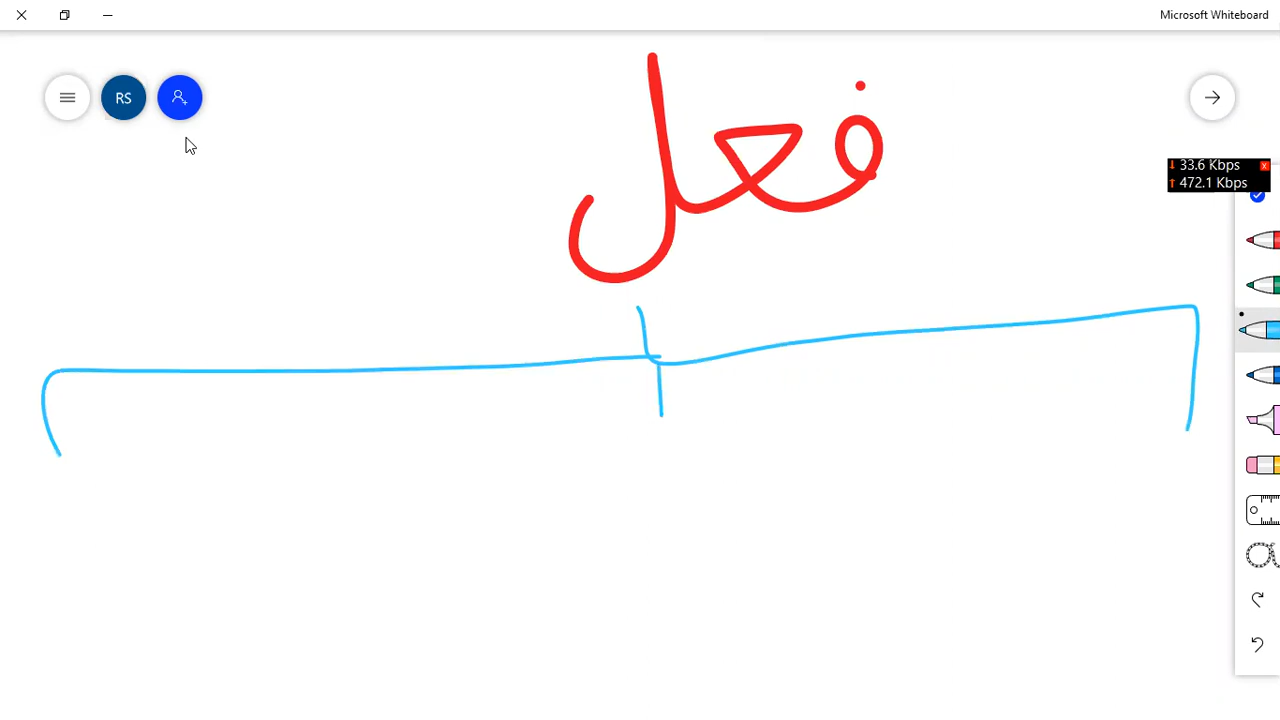 Microsoft Whiteboard
RS
فعل
33.6 Kbps
472.1 Kbps